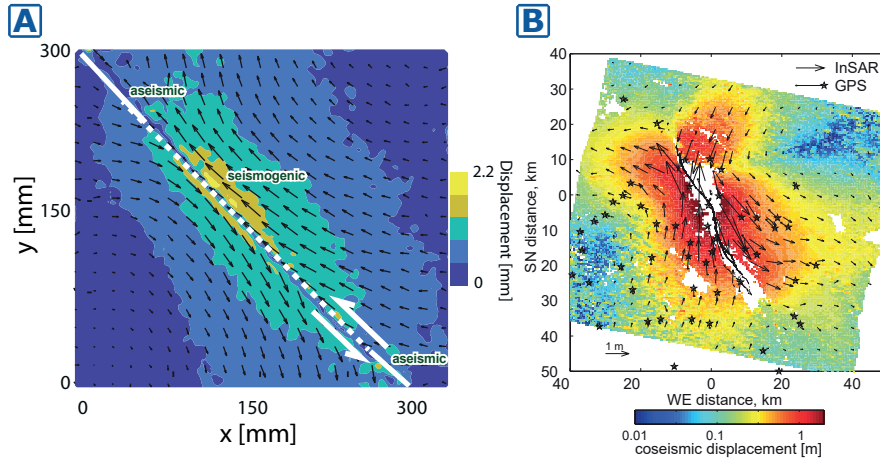 A
300
150
0
y [mm]
0
150
300
x [mm]
aseismic
seismogenic
aseismic
2.2
0
Displacement [mm]
B
40
30
20
10
0
10
20
30
40
50
SN distance, km
InSAR
GPS
1 m
40
20
0
20
40
WE distance, km
0.01
0.1
1
coseismic displacement [m]